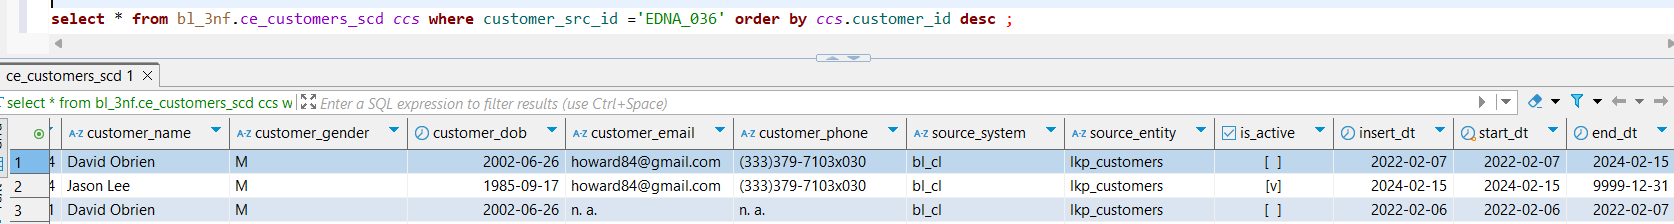 select * from bl_3nf.ce_customers_scd ccs where customer_src_id ='EDNA_036' order by ccs.customer_id desc ;
ce_customers_scd 1
select * from bl_3nf.ce_customers_scd ccs w Enter a SQL expression to filter results (use Ctrl+Space)
A-Z customer_name A-Z customer_gender customer_dob A-Z customer_email A-Z customer_phone A-Z source_system A-Z source_entity is_active insert_dt start_dt end_dt
1 4 David Obrien M 2002-06-26 howard84@gmail.com (333)379-7103x030 bl_cl lkp_customers [ ] 2022-02-07 2022-02-07 2024-02-15
2 4 Jason Lee M 1985-09-17 howard84@gmail.com (333)379-7103x030 bl_cl lkp_customers [v] 2024-02-15 2024-02-15 9999-12-31
3 1 David Obrien M 2002-06-26 n. a. n. a. bl_cl lkp_customers [ ] 2022-02-06 2022-02-06 2022-02-07